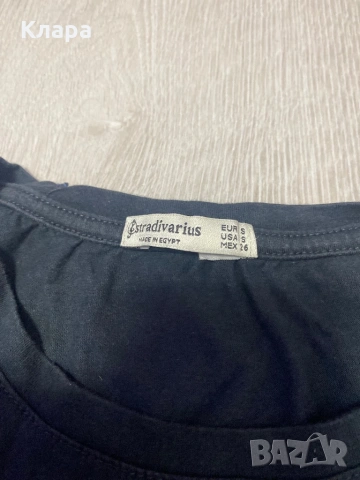 Клара
stradivarius
MADE IN EGYPT
EUR S
USA S
MEX 26
BAZAR